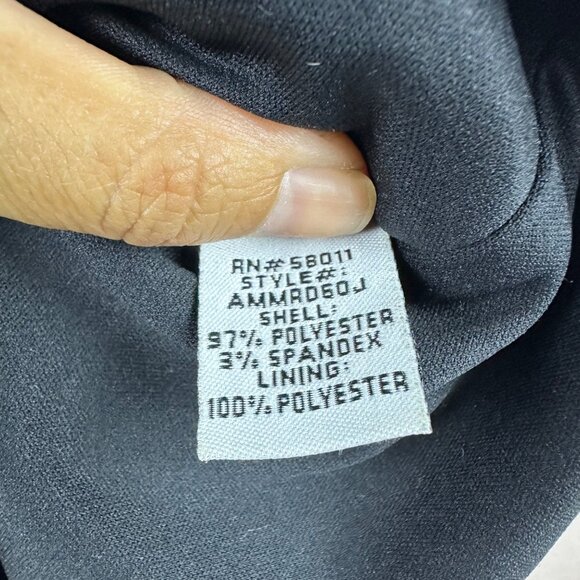 RN# 58011
STYLE#:
AMMRD60J
SHELL:
97% POLYESTER
3% SPANDEX
LINING:
100% POLYESTER